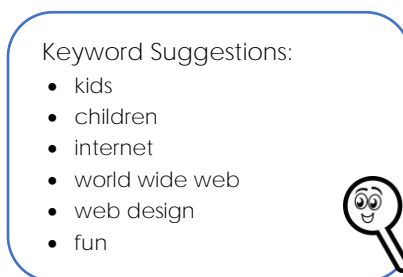 Keyword Suggestions:
• kids
• children
• internet
• world wide web
• web design
• fun